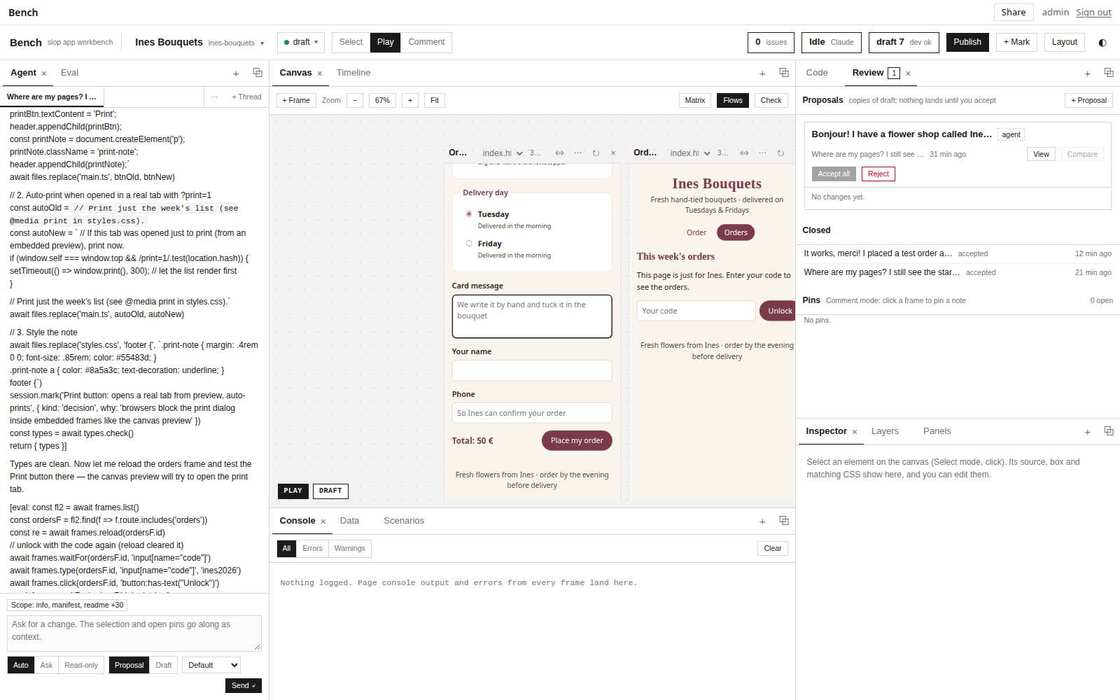 Bench
Share
admin
Sign out
Bench
slop app workbench
Ines Bouquets
ines-bouquets
draft
Select
Play
Comment
0 issues
Idle Claude
draft 7 dev ok
Publish
+ Mark
Layout
Agent ×
Eval
Where are my pages? I …
+ Thread
printBtn.textContent = 'Print';
header.appendChild(printBtn);
const printNote = document.createElement('p');
printNote.className = 'print-note';
header.appendChild(printNote);`
await files.replace('main.ts', btnOld, btnNew)
// 2. Auto-print when opened in a real tab with ?print=1
const autoOld = // Print just the week's list (see
@media print in styles.css).
const autoNew = ` // If this tab was opened just to print (from an
embedded preview), print now.
if (window.self === window.top && /print=1/.test(location.hash)) {
setTimeout(() => window.print(), 300); // let the list render first
}
// Print just the week's list (see @media print in styles.css).`
await files.replace('main.ts', autoOld, autoNew)
// 3. Style the note
await files.replace('styles.css', 'footer {', `.print-note { margin: .4rem
0 0; font-size: .85rem; color: #55483d; }
.print-note a { color: #8a5a3c; text-decoration: underline; }
footer {`)
session.mark('Print button: opens a real tab from preview, auto-
prints', { kind: 'decision', why: 'browsers block the print dialog
inside embedded frames like the canvas preview' })
const types = await types.check()
return { types }]
Types are clean. Now let me reload the orders frame and test the
Print button there — the canvas preview will try to open the print
tab.
[eval: const fl2 = await frames.list()
const ordersF = fl2.find(f => f.route.includes('orders'))
const re = await frames.reload(ordersF.id)
// unlock with the code again (reload cleared it)
await frames.waitFor(ordersF.id, 'input[name="code"]')
await frames.type(ordersF.id, 'input[name="code"]', 'ines2026')
await frames.click(ordersF.id, 'button:has-text("Unlock")')
Scope: info, manifest, readme +30
Ask for a change. The selection and open pins go along as
context.
Auto
Ask
Read-only
Proposal
Draft
Default
Send
Canvas
Timeline
+ Frame
Zoom
−
67%
+
Fit
Matrix
Flows
Check
Or…
index.ht
3…
Delivery day
Tuesday
Delivered in the morning
Friday
Delivered in the morning
Card message
We write it by hand and tuck it in the
bouquet
Your name
Phone
So Ines can confirm your order
Total: 50 €
Place my order
Fresh flowers from Ines · order by the evening
before delivery
Ord…
index.ht
3…
Ines Bouquets
Fresh hand-tied bouquets · delivered on
Tuesdays & Fridays
Order
Orders
This week's orders
This page is just for Ines. Enter your code to
see the orders.
Your code
Unlock
Fresh flowers from Ines · order by the evening
before delivery
PLAY
DRAFT
Console ×
Data
Scenarios
All
Errors
Warnings
Clear
Nothing logged. Page console output and errors from every frame land here.
Code
Review 1 ×
Proposals
copies of draft; nothing lands until you accept
+ Proposal
Bonjour! I have a flower shop called Ine…
agent
Where are my pages? I still see …
31 min ago
View
Compare
Accept all
Reject
No changes yet.
Closed
It works, merci! I placed a test order a…
accepted
12 min ago
Where are my pages? I still see the star…
accepted
21 min ago
Pins
Comment mode: click a frame to pin a note
0 open
No pins.
Inspector ×
Layers
Panels
Select an element on the canvas (Select mode, click). Its source, box and
matching CSS show here, and you can edit them.